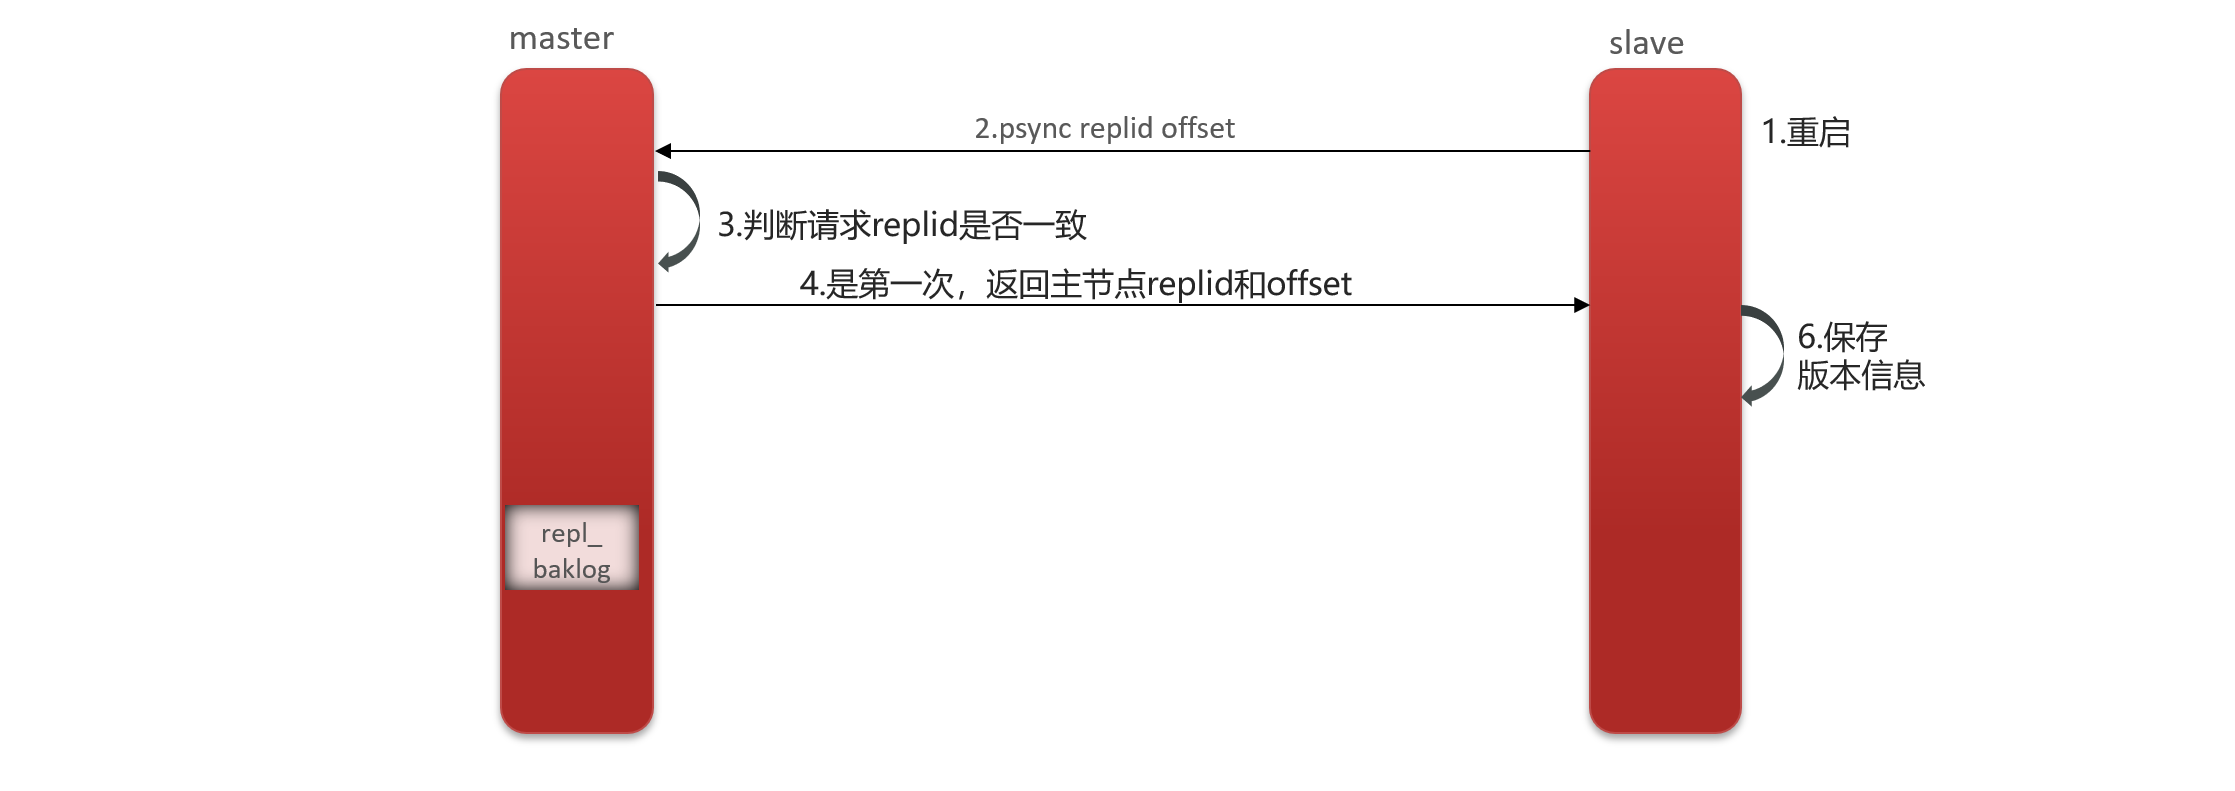 master
slave
2.psync replid offset
1.重启
3.判断请求replid是否一致
4.是第一次，返回主节点replid和offset
6.保存
版本信息
repl_
baklog